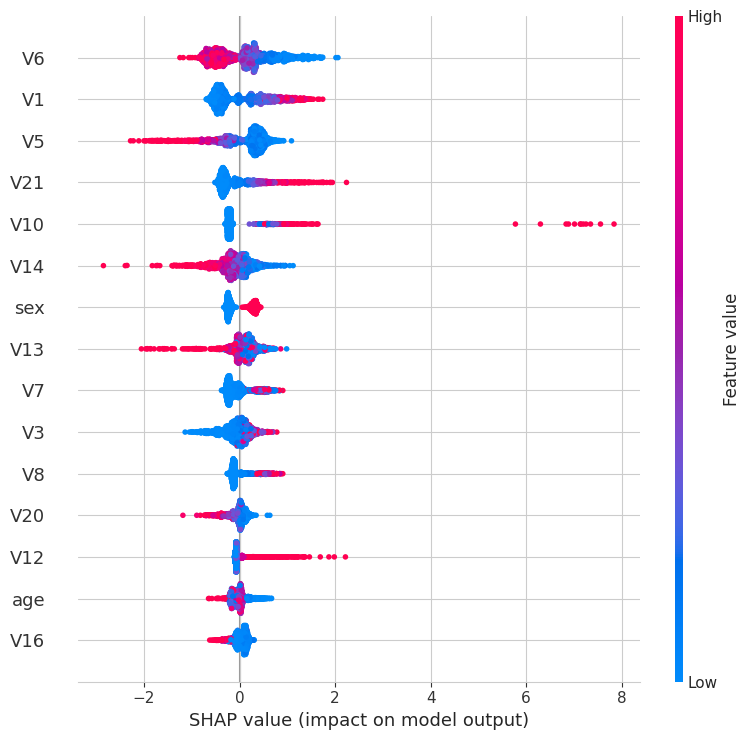 High
V6
V1
V5
V21
V10
V14
sex
V13
V7
V3
V8
V20
V12
age
V16
Feature value
Low
−2
0
2
4
6
8
SHAP value (impact on model output)